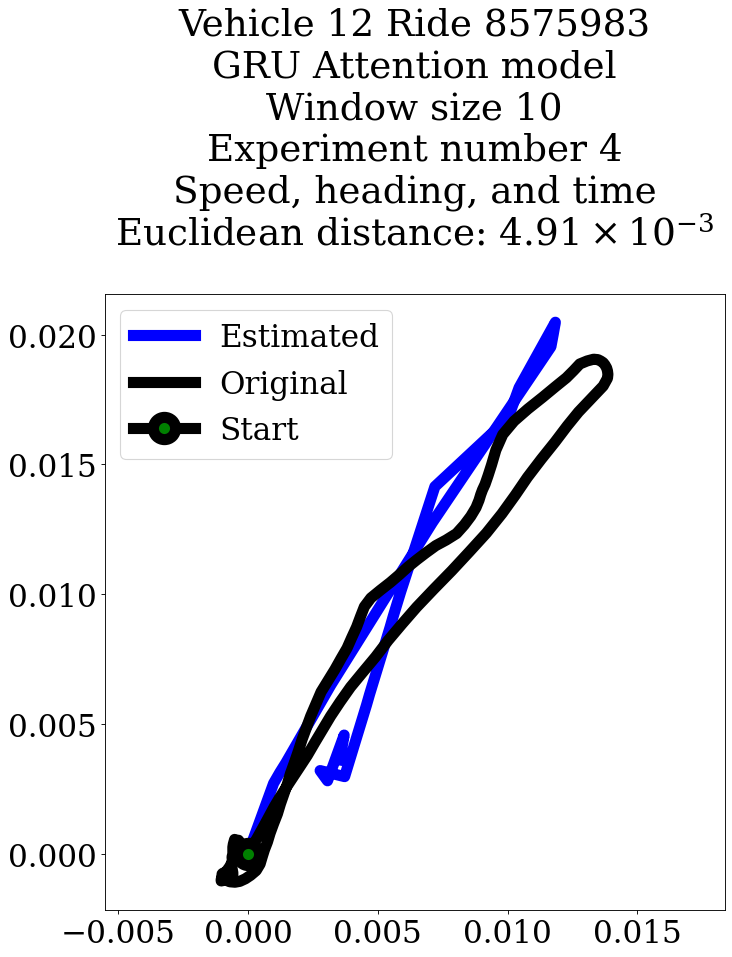 Vehicle 12 Ride 8575983
GRU Attention model
Window size 10
Experiment number 4
Speed, heading, and time
Euclidean distance: 4.91 × 10⁻³
Estimated
Original
Start
0.020
0.015
0.010
0.005
0.000
−0.005 0.000 0.005 0.010 0.015